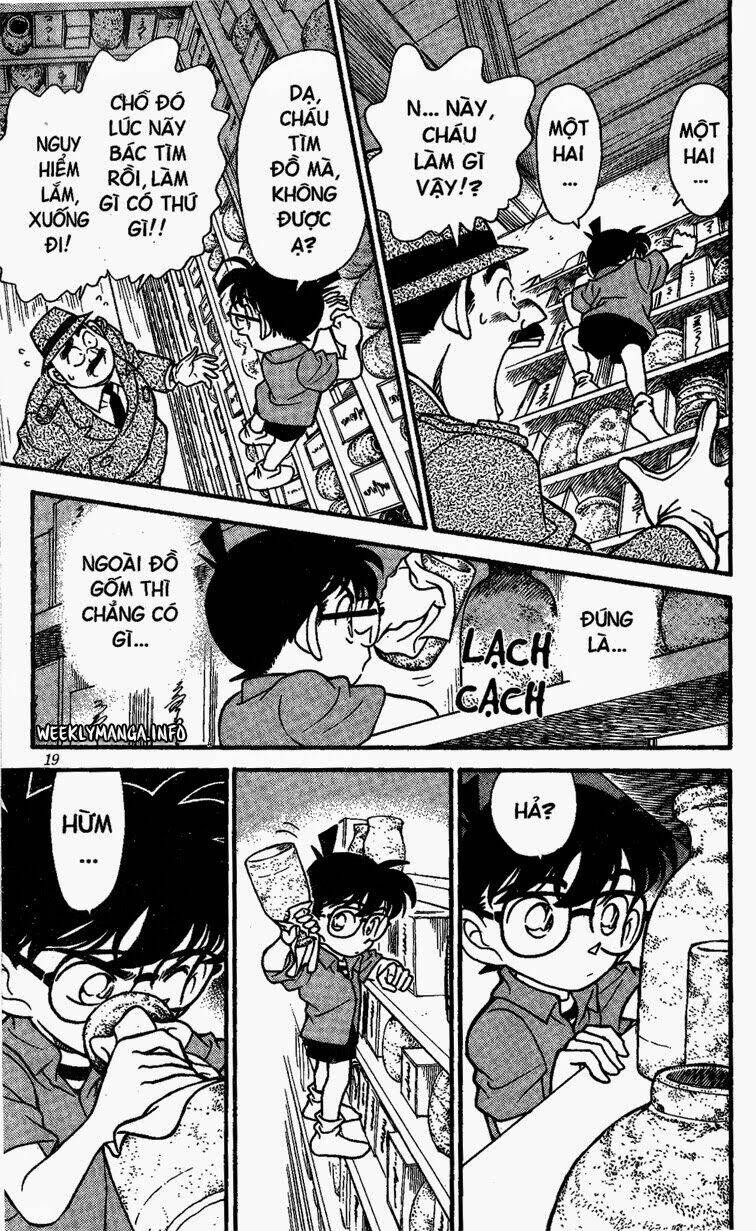 MỘT
HAI
...
MỘT
HAI
...
N... NÀY,
CHÁU
LÀM GÌ
VẬY!?
DẠ,
CHÁU
TÌM
ĐỒ MÀ,
KHÔNG
ĐƯỢC
Ạ?
CHỖ ĐÓ
LÚC NÃY
BÁC TÌM
RỒI, LÀM
GÌ CÓ THỨ
GÌ!!
NGUY
HIỂM
LẮM,
XUỐNG
ĐI!
ĐÚNG
LÀ...
LẠCH
CẠCH
NGOÀI ĐỒ
GỐM THÌ
CHẲNG CÓ
GÌ...
WEEKLYMANGA.INFO
19
HẢ?
HỪM
...